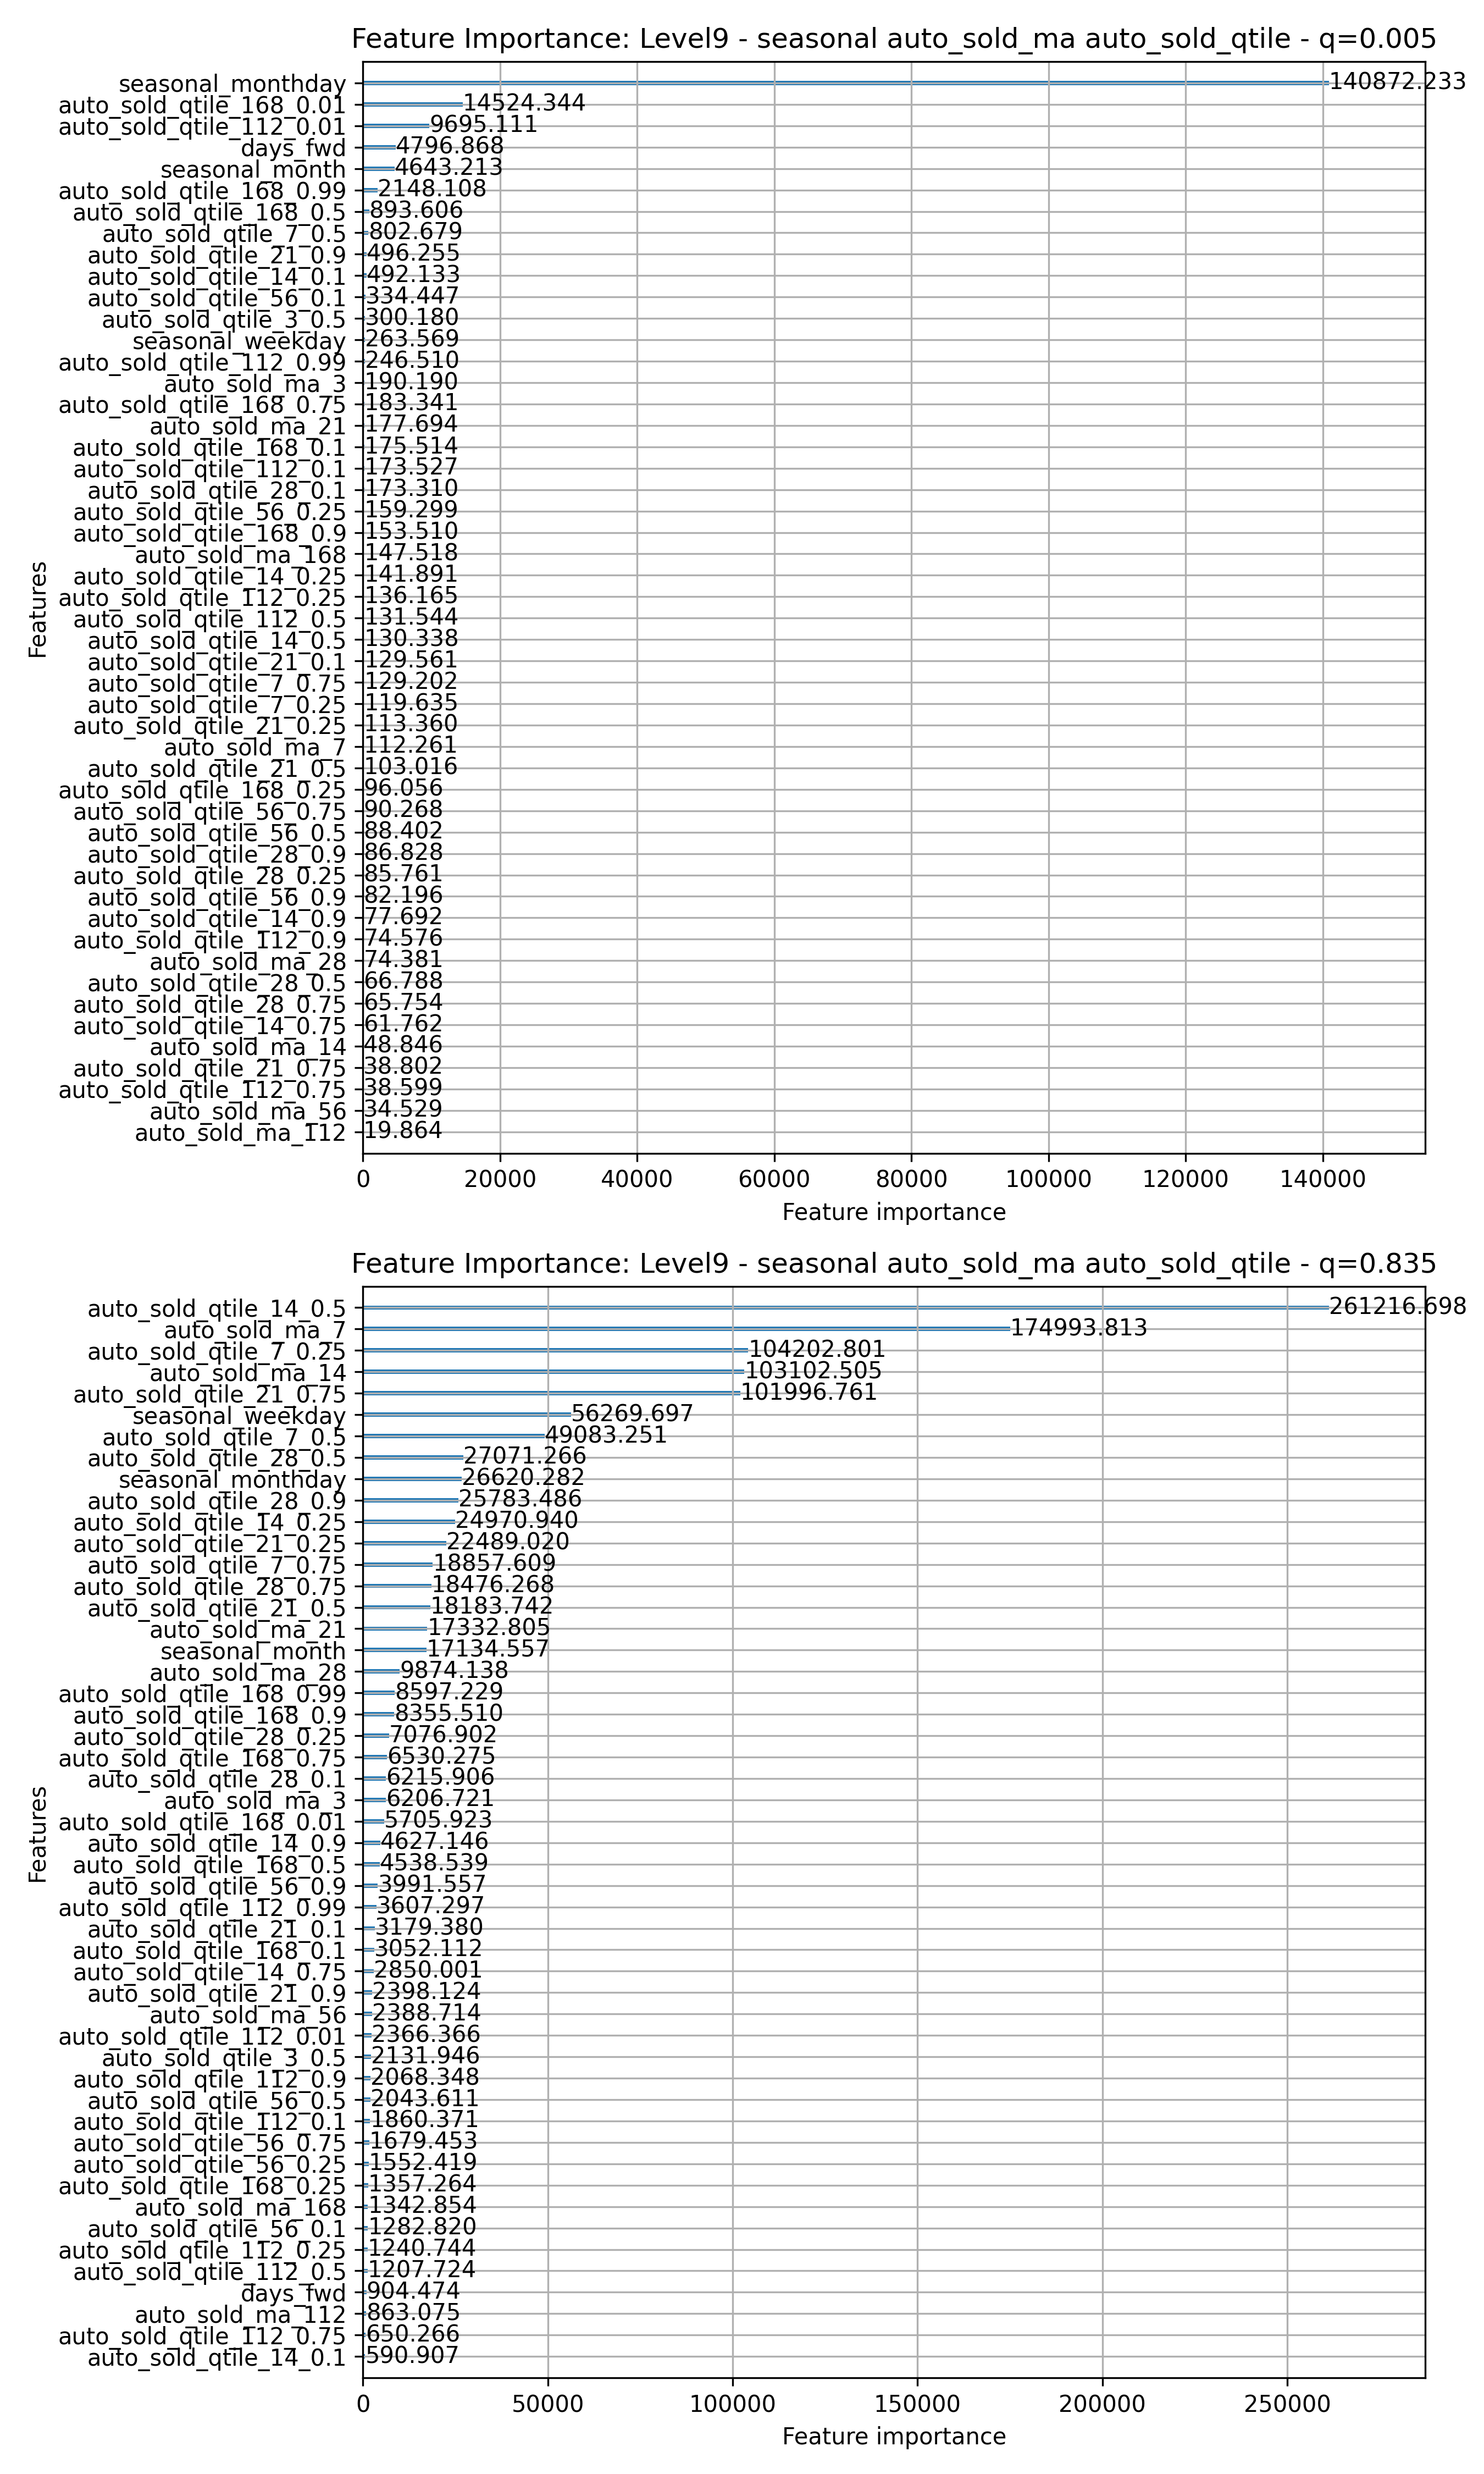 Feature Importance: Level9 - seasonal auto_sold_ma auto_sold_qtile - q=0.005
seasonal_monthday 140872.233
auto_sold_qtile_168_0.01 14524.344
auto_sold_qtile_112_0.01 9695.111
days_fwd 4796.868
seasonal_month 4643.213
auto_sold_qtile_168_0.99 2148.108
auto_sold_qtile_168_0.5 893.606
auto_sold_qtile_7_0.5 802.679
auto_sold_qtile_21_0.9 496.255
auto_sold_qtile_14_0.1 492.133
auto_sold_qtile_56_0.1 334.447
auto_sold_qtile_3_0.5 300.180
seasonal_weekday 263.569
auto_sold_qtile_112_0.99 246.510
auto_sold_ma_3 190.190
auto_sold_qtile_168_0.75 183.341
auto_sold_ma_21 177.694
auto_sold_qtile_168_0.1 175.514
auto_sold_qtile_112_0.1 173.527
auto_sold_qtile_28_0.1 173.310
auto_sold_qtile_56_0.25 159.299
auto_sold_qtile_168_0.9 153.510
auto_sold_ma_168 147.518
auto_sold_qtile_14_0.25 141.891
auto_sold_qtile_112_0.25 136.165
auto_sold_qtile_112_0.5 131.544
auto_sold_qtile_14_0.5 130.338
auto_sold_qtile_21_0.1 129.561
auto_sold_qtile_7_0.75 129.202
auto_sold_qtile_7_0.25 119.635
auto_sold_qtile_21_0.25 113.360
auto_sold_ma_7 112.261
auto_sold_qtile_21_0.5 103.016
auto_sold_qtile_168_0.25 96.056
auto_sold_qtile_56_0.75 90.268
auto_sold_qtile_56_0.5 88.402
auto_sold_qtile_28_0.9 86.828
auto_sold_qtile_28_0.25 85.761
auto_sold_qtile_56_0.9 82.196
auto_sold_qtile_14_0.9 77.692
auto_sold_qtile_112_0.9 74.576
auto_sold_ma_28 74.381
auto_sold_qtile_28_0.5 66.788
auto_sold_qtile_28_0.75 65.754
auto_sold_qtile_14_0.75 61.762
auto_sold_ma_14 48.846
auto_sold_qtile_21_0.75 38.802
auto_sold_qtile_112_0.75 38.599
auto_sold_ma_56 34.529
auto_sold_ma_112 19.864
Features
0 20000 40000 60000 80000 100000 120000 140000
Feature importance
Feature Importance: Level9 - seasonal auto_sold_ma auto_sold_qtile - q=0.835
auto_sold_qtile_14_0.5 261216.698
auto_sold_ma_7 174993.813
auto_sold_qtile_7_0.25 104202.801
auto_sold_ma_14 103102.505
auto_sold_qtile_21_0.75 101996.761
seasonal_weekday 56269.697
auto_sold_qtile_7_0.5 49083.251
auto_sold_qtile_28_0.5 27071.266
seasonal_monthday 26620.282
auto_sold_qtile_28_0.9 25783.486
auto_sold_qtile_14_0.25 24970.940
auto_sold_qtile_21_0.25 22489.020
auto_sold_qtile_7_0.75 18857.609
auto_sold_qtile_28_0.75 18476.268
auto_sold_qtile_21_0.5 18183.742
auto_sold_ma_21 17332.805
seasonal_month 17134.557
auto_sold_ma_28 9874.138
auto_sold_qtile_168_0.99 8597.229
auto_sold_qtile_168_0.9 8355.510
auto_sold_qtile_28_0.25 7076.902
auto_sold_qtile_168_0.75 6530.275
auto_sold_qtile_28_0.1 6215.906
auto_sold_ma_3 6206.721
auto_sold_qtile_168_0.01 5705.923
auto_sold_qtile_14_0.9 4627.146
auto_sold_qtile_168_0.5 4538.539
auto_sold_qtile_56_0.9 3991.557
auto_sold_qtile_112_0.99 3607.297
auto_sold_qtile_21_0.1 3179.380
auto_sold_qtile_168_0.1 3052.112
auto_sold_qtile_14_0.75 2850.001
auto_sold_qtile_21_0.9 2398.124
auto_sold_ma_56 2388.714
auto_sold_qtile_112_0.01 2366.366
auto_sold_qtile_3_0.5 2131.946
auto_sold_qtile_112_0.9 2068.348
auto_sold_qtile_56_0.5 2043.611
auto_sold_qtile_112_0.1 1860.371
auto_sold_qtile_56_0.75 1679.453
auto_sold_qtile_56_0.25 1552.419
auto_sold_qtile_168_0.25 1357.264
auto_sold_ma_168 1342.854
auto_sold_qtile_56_0.1 1282.820
auto_sold_qtile_112_0.25 1240.744
auto_sold_qtile_112_0.5 1207.724
days_fwd 904.474
auto_sold_ma_112 863.075
auto_sold_qtile_112_0.75 650.266
auto_sold_qtile_14_0.1 590.907
Features
0 50000 100000 150000 200000 250000
Feature importance